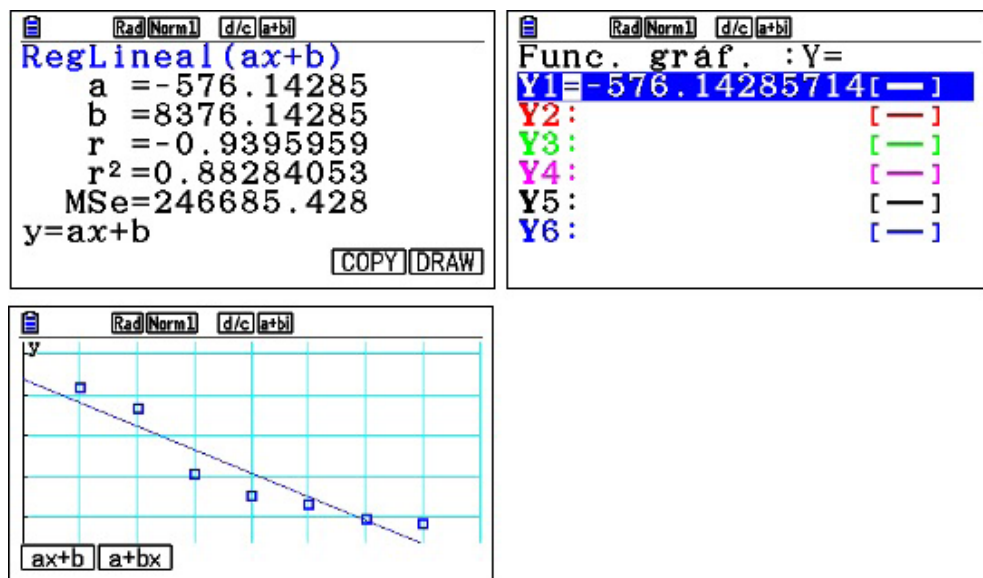 Rad Norm1 d/c a+bi
RegLineal(ax+b)
a =-576.14285
b =8376.14285
r =-0.9395959
r²=0.88284053
MSe=246685.428
y=ax+b
COPY DRAW
Rad Norm1 d/c a+bi
Func. gráf. :Y=
Y1=-576.14285714[—]
Y2: [—]
Y3: [—]
Y4: [—]
Y5: [—]
Y6: [—]
Rad Norm1 d/c a+bi
y
ax+b a+bx